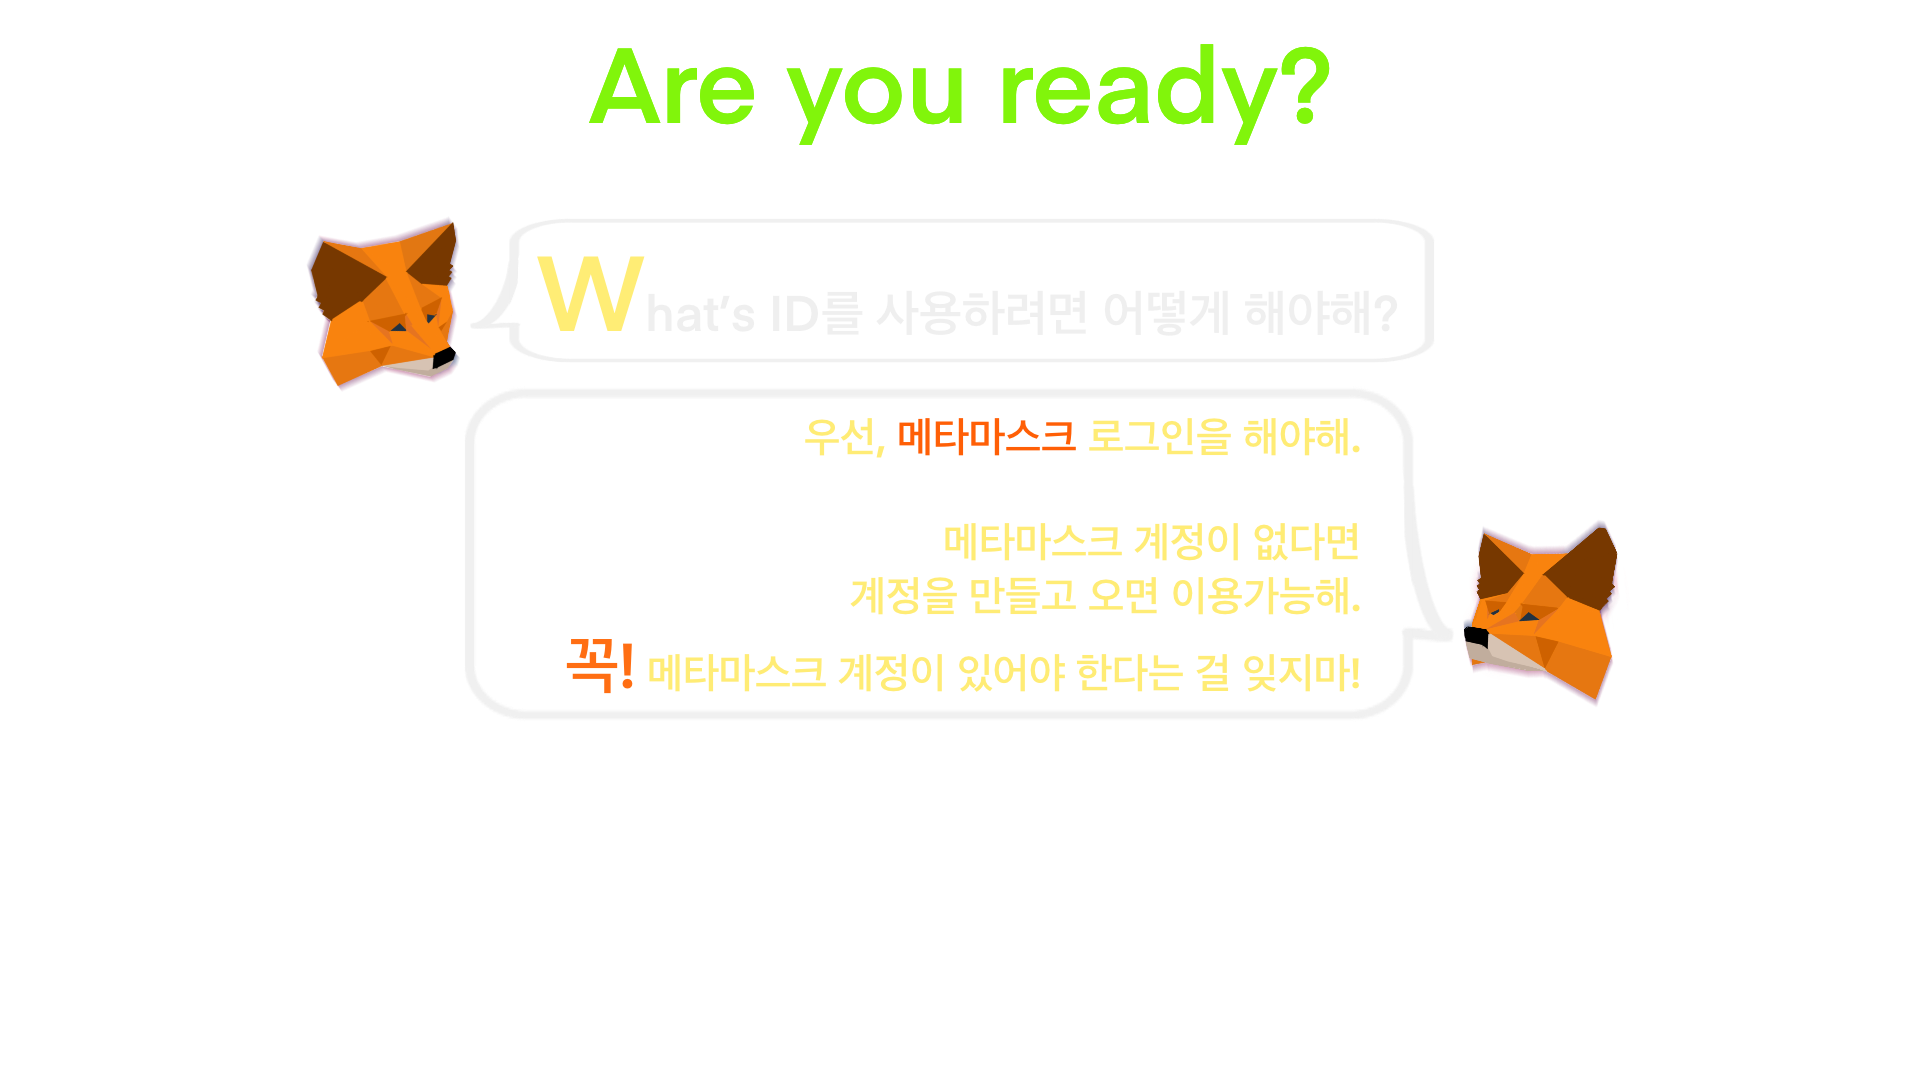 Are you ready?
What's ID를 사용하려면 어떻게 해야해?
우선, 메타마스크 로그인을 해야해.
메타마스크 계정이 없다면
계정을 만들고 오면 이용가능해.
꼭! 메타마스크 계정이 있어야 한다는 걸 잊지마!